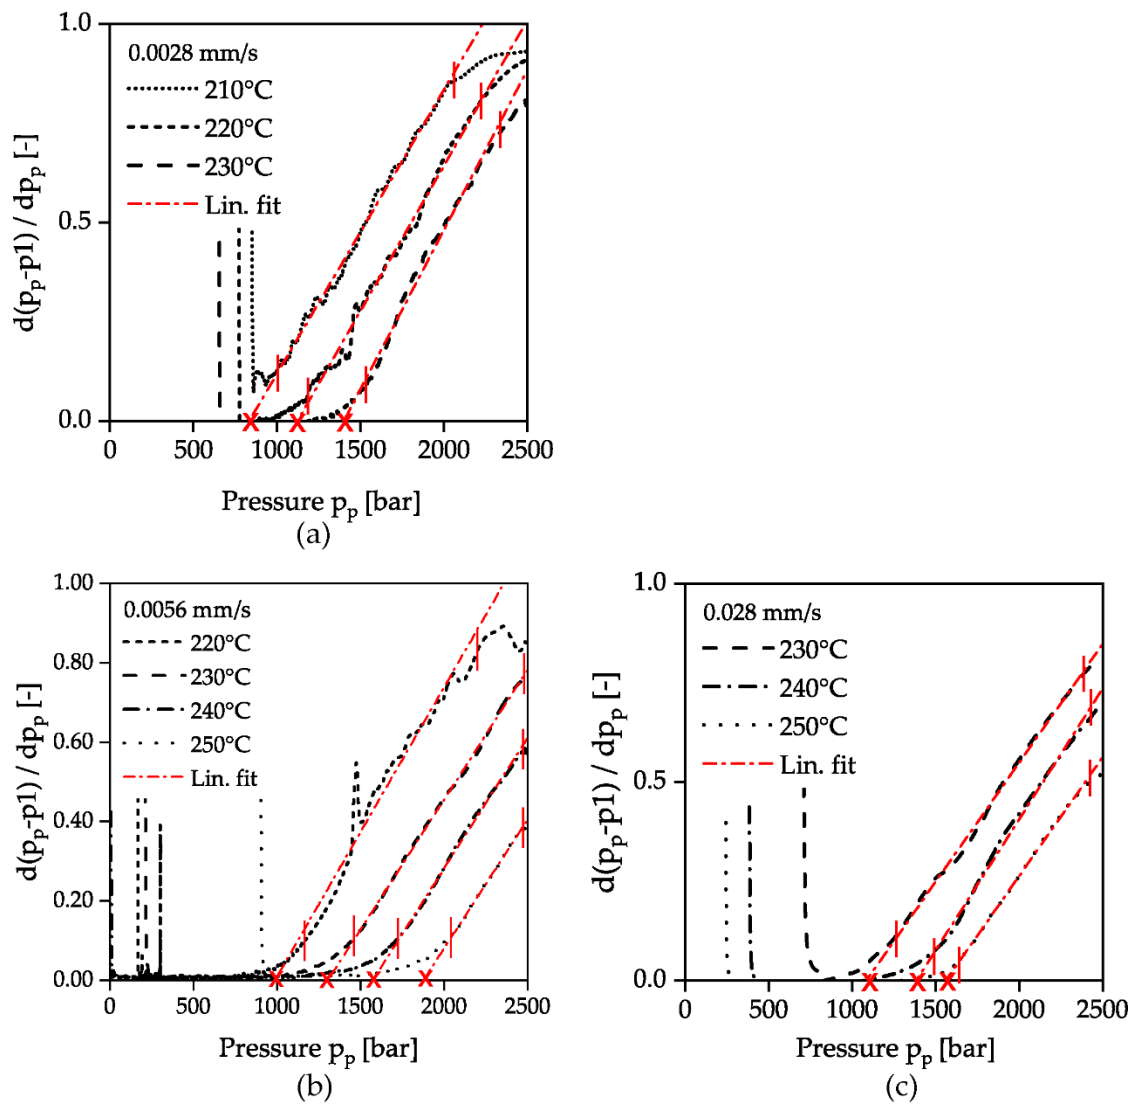 1.0
0.0028 mm/s
210°C
220°C
230°C
Lin. fit
0.5
0.0
d(pₚ-p1) / dpₚ [-]
0 500 1000 1500 2000 2500
Pressure pₚ [bar]
(a)
1.00
0.0056 mm/s
220°C
230°C
240°C
250°C
Lin. fit
0.80
0.60
0.40
0.20
0.00
d(pₚ-p1) / dpₚ [-]
0 500 1000 1500 2000 2500
Pressure pₚ [bar]
(b)
1.0
0.028 mm/s
230°C
240°C
250°C
Lin. fit
0.5
0.0
d(pₚ-p1) / dpₚ [-]
0 500 1000 1500 2000 2500
Pressure pₚ [bar]
(c)